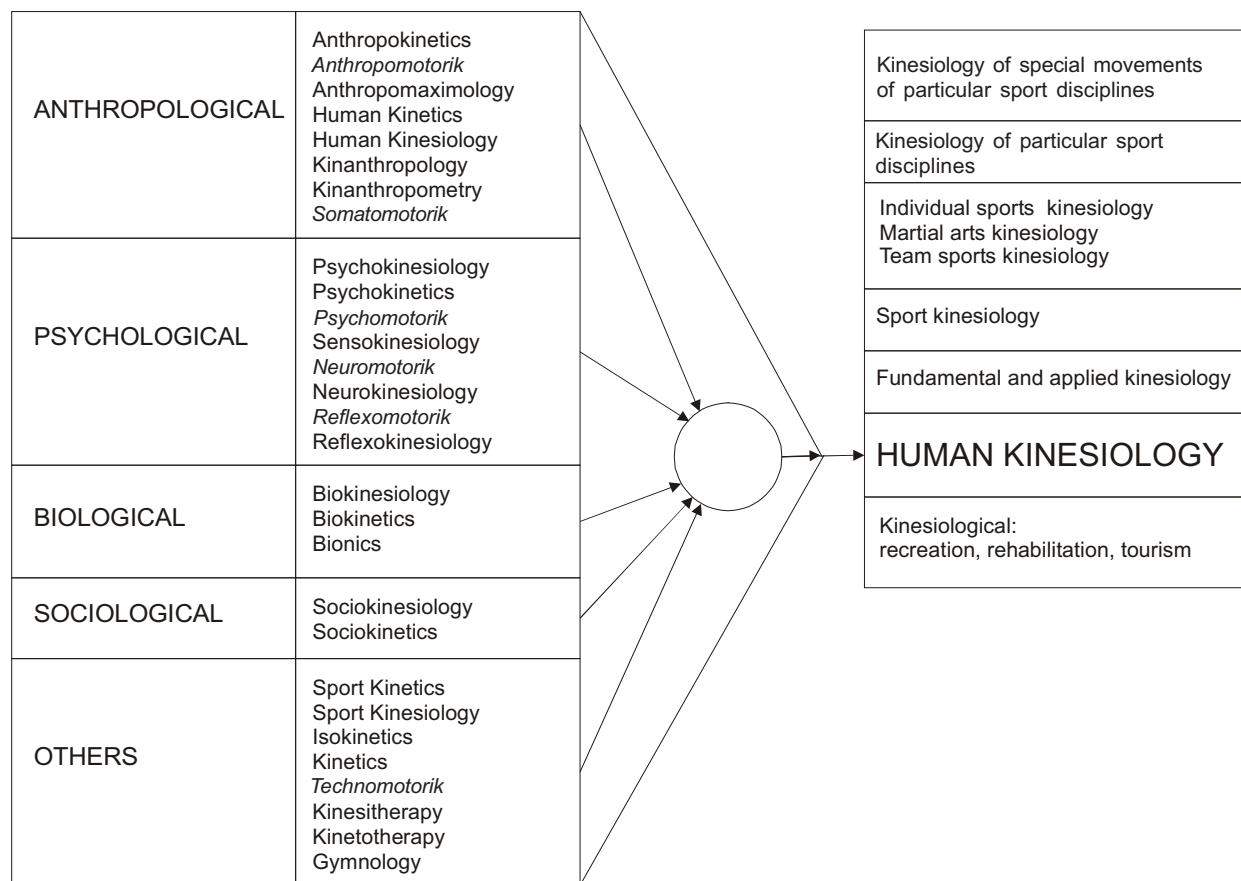 ANTHROPOLOGICAL
Anthropokinetics
Anthropomotorik
Anthropomaximology
Human Kinetics
Human Kinesiology
Kinanthropology
Kinanthropometry
Somatomotorik
PSYCHOLOGICAL
Psychokinesiology
Psychokinetics
Psychomotorik
Sensokinesiology
Neuromotorik
Neurokinesiology
Reflexomotorik
Reflexokinesiology
BIOLOGICAL
Biokinesiology
Biokinetics
Bionics
SOCIOLOGICAL
Sociokinesiology
Sociokinetics
OTHERS
Sport Kinetics
Sport Kinesiology
Isokinetics
Kinetics
Technomotorik
Kinesitherapy
Kinetotherapy
Gymnology
Kinesiology of special movements
of particular sport disciplines
Kinesiology of particular sport
disciplines
Individual sports kinesiology
Martial arts kinesiology
Team sports kinesiology
Sport kinesiology
Fundamental and applied kinesiology
HUMAN KINESIOLOGY
Kinesiological:
recreation, rehabilitation, tourism